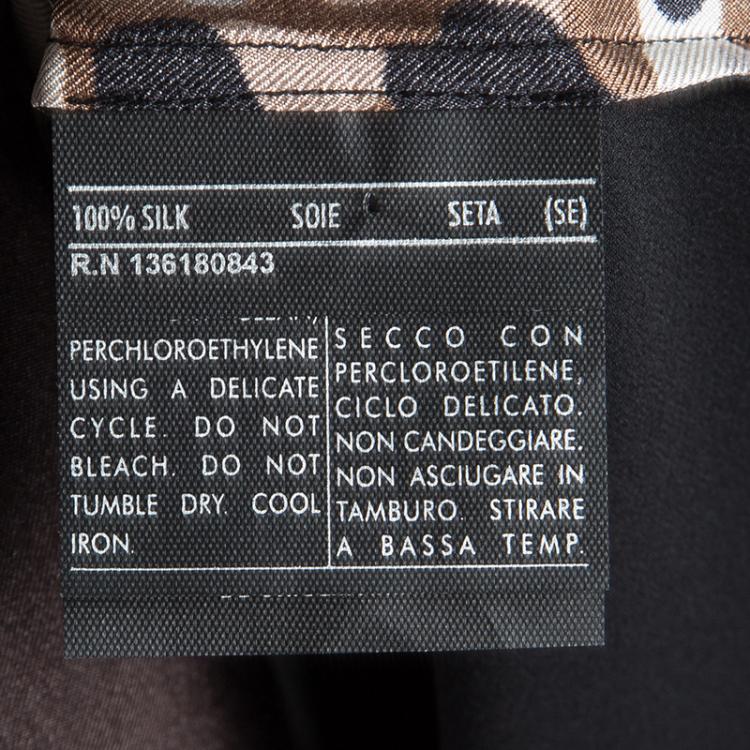 100% SILK SOIE SETA (SE)
R.N 136180843
PERCHLOROETHYLENE
USING A DELICATE
CYCLE. DO NOT
BLEACH. DO NOT
TUMBLE DRY. COOL
IRON.
SECCO CON
PERCLOROETILENE,
CICLO DELICATO.
NON CANDEGGIARE.
NON ASCIUGARE IN
TAMBURO. STIRARE
A BASSA TEMP.